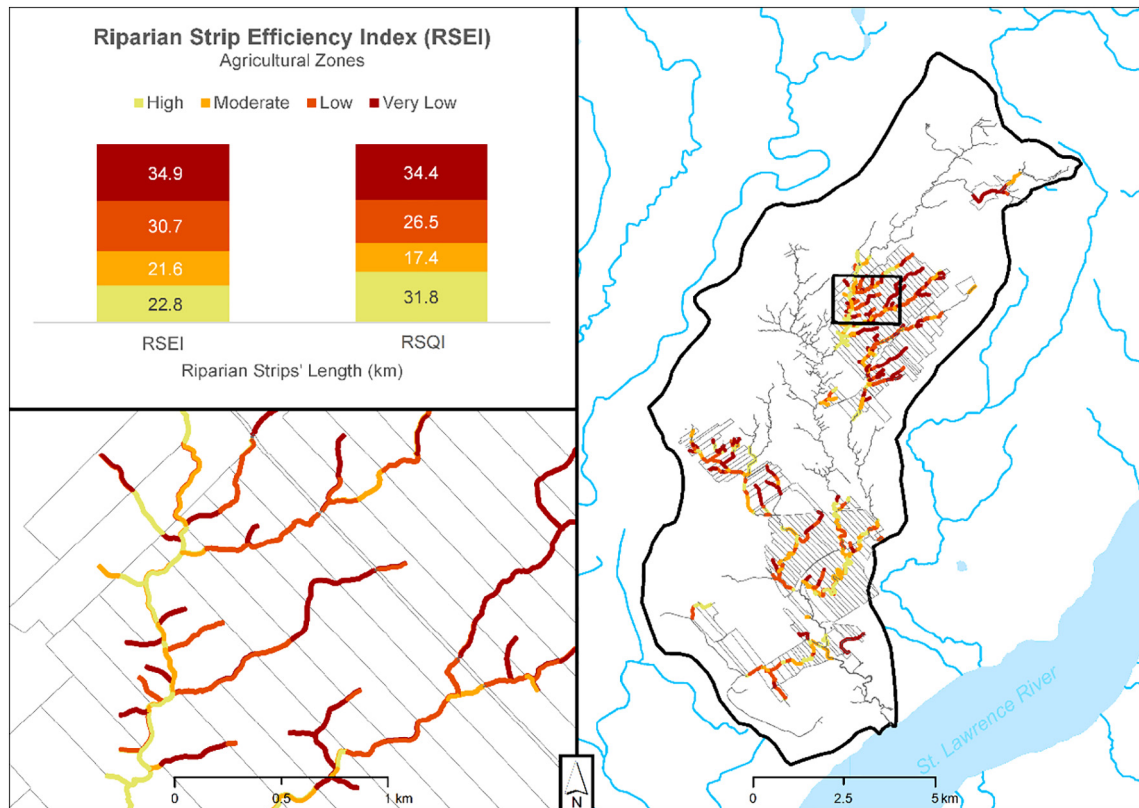 Riparian Strip Efficiency Index (RSEI)
Agricultural Zones
High Moderate Low Very Low
34.9 34.4
30.7 26.5
21.6 17.4
22.8 31.8
RSEI RSQI
Riparian Strips' Length (km)
0 0.5 1 km
N
St. Lawrence River
0 2.5 5 km